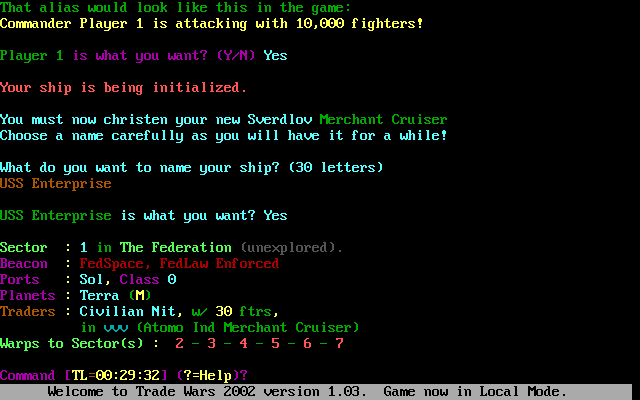 That alias would look like this in the game:
Commander Player 1 is attacking with 10,000 fighters!
Player 1 is what you want? (Y/N) Yes
Your ship is being initialized.
You must now christen your new Sverdlov Merchant Cruiser
Choose a name carefully as you will have it for a while!
What do you want to name your ship? (30 letters)
USS Enterprise
USS Enterprise is what you want? Yes
Sector  : 1 in The Federation (unexplored).
Beacon  : FedSpace, FedLaw Enforced
Ports   : Sol, Class 0
Planets : Terra (M)
Traders : Civilian Nit, w/ 30 ftrs,
in vvv (Atomo Ind Merchant Cruiser)
Warps to Sector(s) :  2 - 3 - 4 - 5 - 6 - 7
Command [TL=00:29:32] (?=Help)?
Welcome to Trade Wars 2002 version 1.03.  Game now in Local Mode.